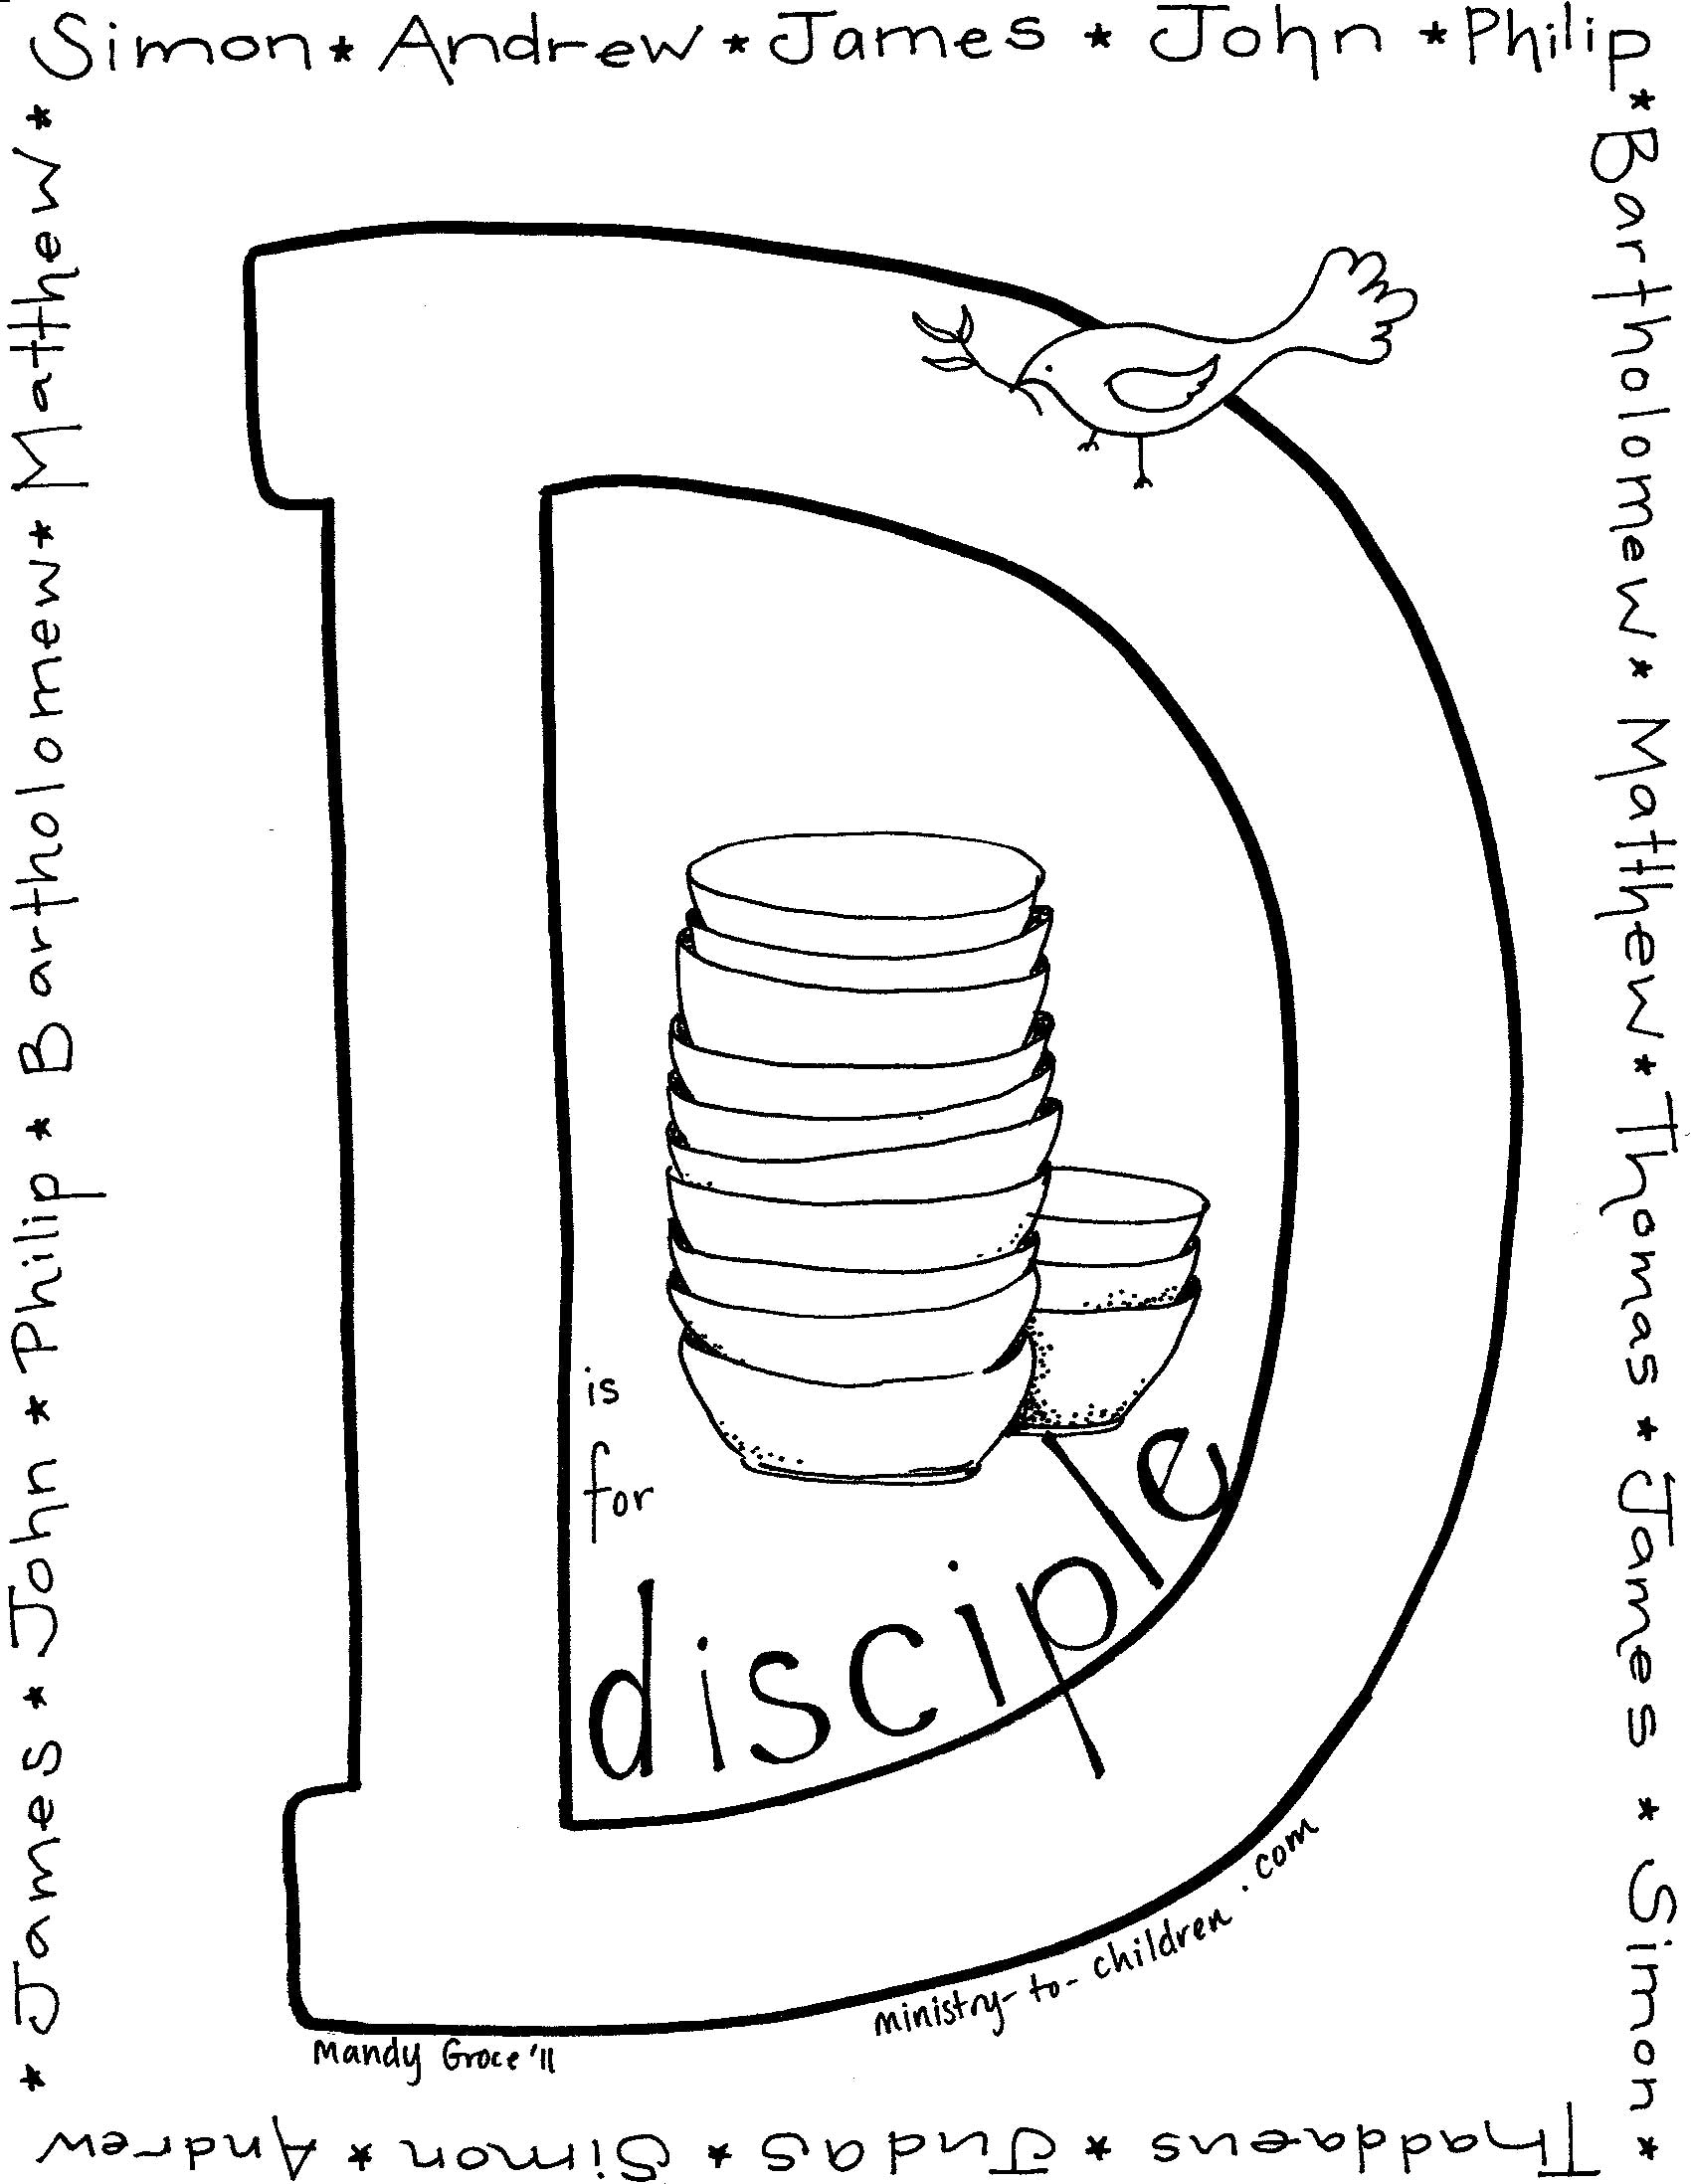 Simon * Andrew * James * John * Philip *
Bartholomew * Matthew * Thomas * James * Simon *
Thaddaeus * Judas * Simon * Andrew
* James * John * Philip * Bartholomew * Matthew *
D
is
for
disciple
ministry-to-children.com
Mandy Groce '11